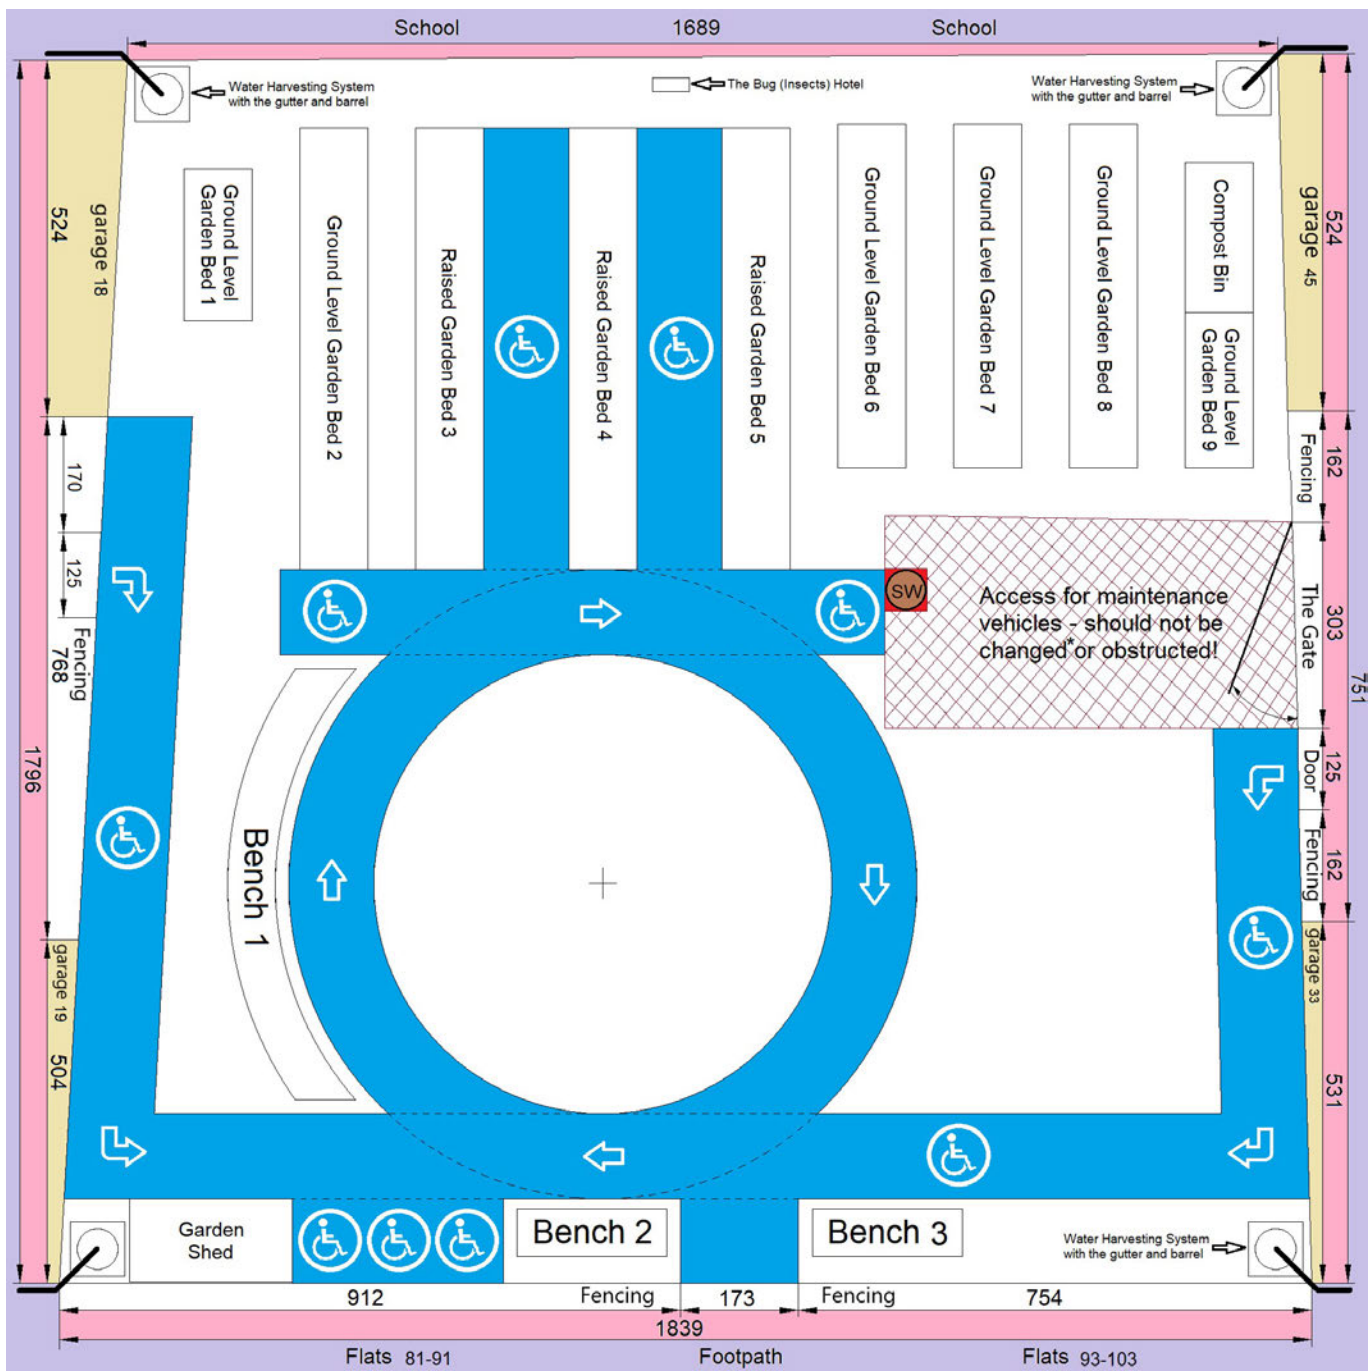 School 1689 School
Water Harvesting System
with the gutter and barrel
The Bug (Insects) Hotel
Water Harvesting System
with the gutter and barrel
garage 18
524
Ground Level
Garden Bed 1
Ground Level Garden Bed 2
Raised Garden Bed 3
Raised Garden Bed 4
Raised Garden Bed 5
Ground Level Garden Bed 6
Ground Level Garden Bed 7
Ground Level Garden Bed 8
Compost Bin
Ground Level
Garden Bed 9
garage 45
524
170
125
Fencing
768
1796
Fencing
162
SW
Access for maintenance
vehicles - should not be
changed*or obstructed!
The Gate
303
751
Door
125
Fencing
162
Bench 1
garage 19
504
garage 33
531
Garden
Shed
Bench 2
Bench 3
Water Harvesting System
with the gutter and barrel
912
Fencing
173
Fencing
754
1839
Flats 81-91
Footpath
Flats 93-103